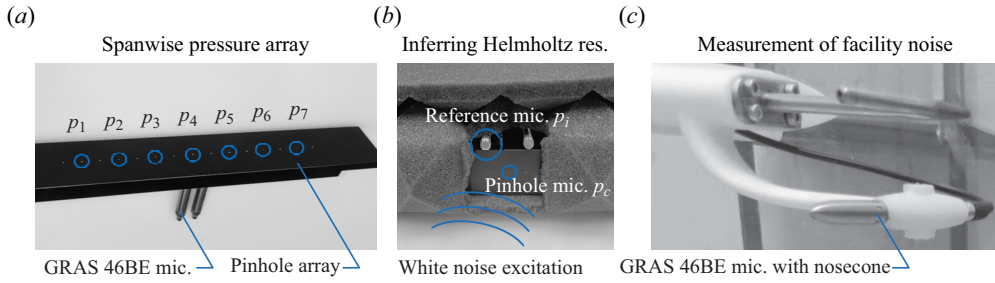 (a)
Spanwise pressure array
p1 p2 p3 p4 p5 p6 p7
GRAS 46BE mic.
Pinhole array
(b)
Inferring Helmholtz res.
Reference mic. pi
Pinhole mic. pc
White noise excitation
(c)
Measurement of facility noise
GRAS 46BE mic. with nosecone